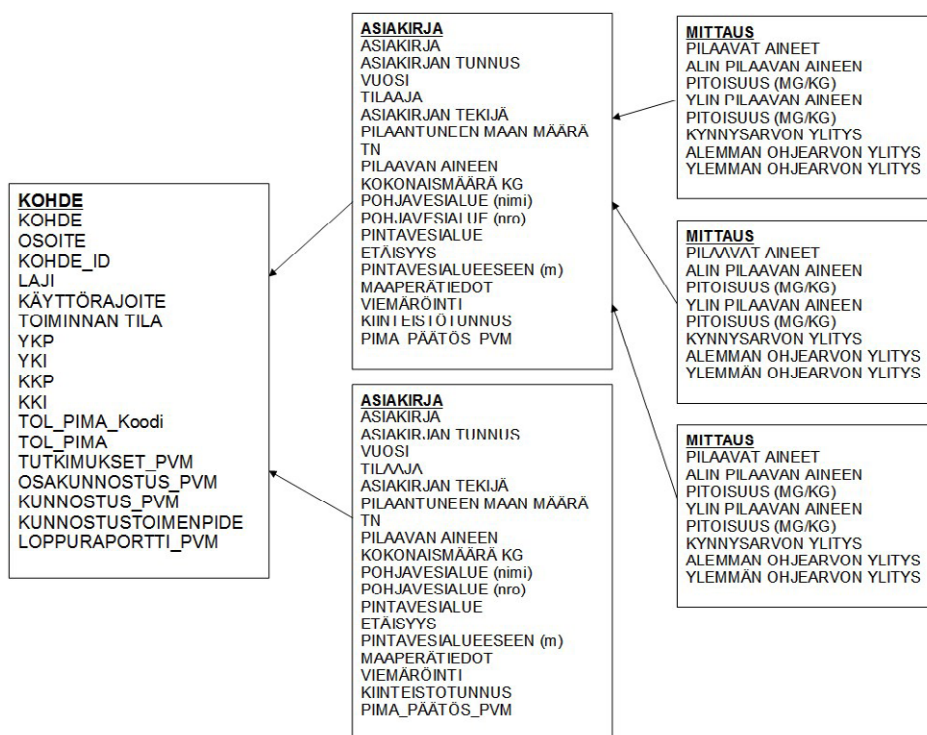 KOHDE
KOHDE
OSOITE
KOHDE_ID
LAJI
KÄYTTÖRAJOITE
TOIMINNAN TILA
YKP
YKI
KKP
KKI
TOL_PIMA_Koodi
TOL_PIMA
TUTKIMUKSET_PVM
OSAKUNNOSTUS_PVM
KUNNOSTUS_PVM
KUNNOSTUSTOIMENPIDE
LOPPURAPORTTI_PVM
ASIAKIRJA
ASIAKIRJA
ASIAKIRJAN TUNNUS
VUOSI
TILAAJA
ASIAKIRJAN TEKIJÄ
PILAANTUNEEN MAAN MÄÄRÄ
TN
PILAAVAN AINEEN
KOKONAISMÄÄRÄ KG
POHJAVESIALUE (nimi)
POHJAVESIALUE (nro)
PINTAVESIALUE
ETÄISYYS
PINTAVESIALUEESEEN (m)
MAAPERÄTIEDOT
VIEMÄRÖINTI
KIINTEISTÖTUNNUS
PIMA_PÄÄTÖS_PVM
ASIAKIRJA
ASIAKIRJA
ASIAKIRJAN TUNNUS
VUOSI
TILAAJA
ASIAKIRJAN TEKIJÄ
PILAANTUNEEN MAAN MÄÄRÄ
TN
PILAAVAN AINEEN
KOKONAISMÄÄRÄ KG
POHJAVESIALUE (nimi)
POHJAVESIALUE (nro)
PINTAVESIALUE
ETÄISYYS
PINTAVESIALUEESEEN (m)
MAAPERÄTIEDOT
VIEMÄRÖINTI
KIINTEISTÖTUNNUS
PIMA_PÄÄTÖS_PVM
MITTAUS
PILAAVAT AINEET
ALIN PILAAVAN AINEEN
PITOISUUS (MG/KG)
YLIN PILAAVAN AINEEN
PITOISUUS (MG/KG)
KYNNYSARVON YLITYS
ALEMMAN OHJEARVON YLITYS
YLEMMAN OHJEARVON YLITYS
MITTAUS
PILAAVAT AINEET
ALIN PILAAVAN AINEEN
PITOISUUS (MG/KG)
YLIN PILAAVAN AINEEN
PITOISUUS (MG/KG)
KYNNYSARVON YLITYS
ALEMMAN OHJEARVON YLITYS
YLEMMÄN OHJEARVON YLITYS
MITTAUS
PILAAVAT AINEET
ALIN PILAAVAN AINEEN
PITOISUUS (MG/KG)
YLIN PILAAVAN AINEEN
PITOISUUS (MG/KG)
KYNNYSARVON YLITYS
ALEMMAN OHJEARVON YLITYS
YLEMMÄN OHJEARVON YLITYS